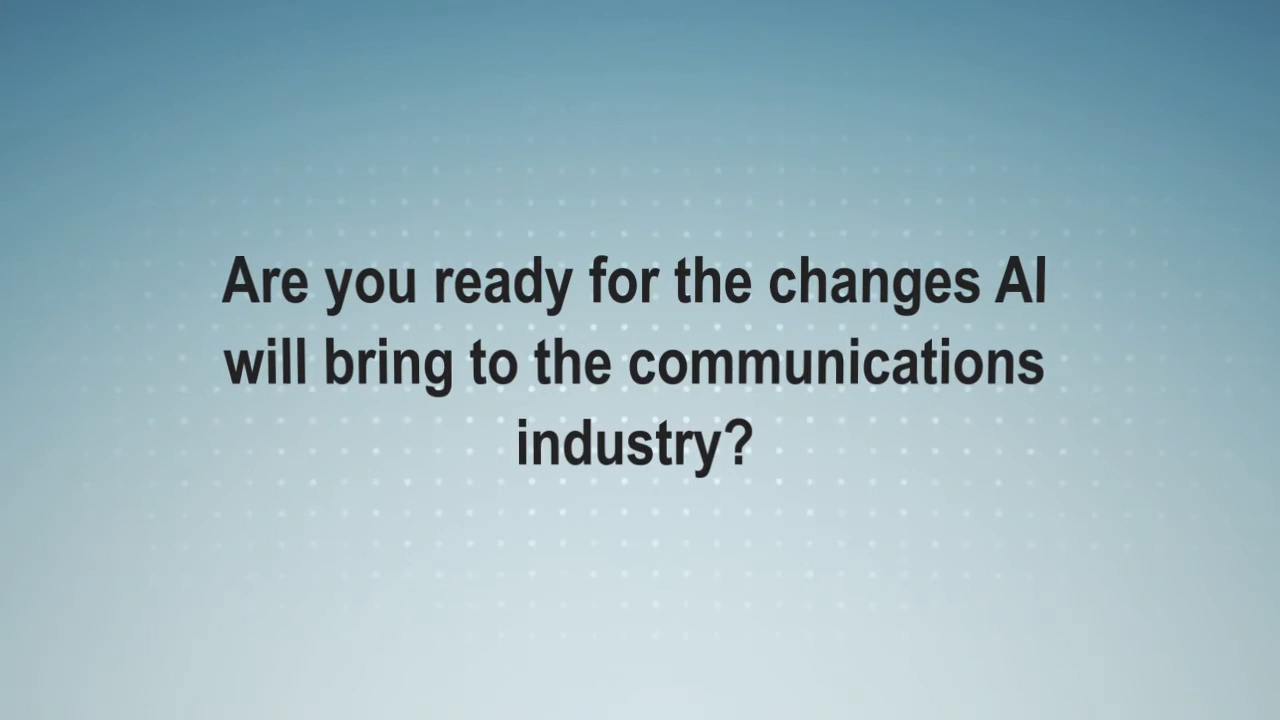 Are you ready for the changes AI
will bring to the communications
industry?